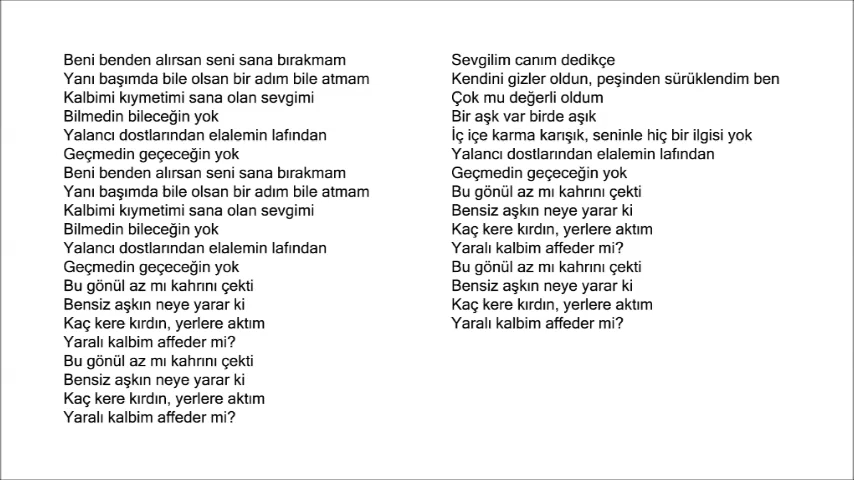 Beni benden alırsan seni sana bırakmam
Yanı başımda bile olsan bir adım bile atmam
Kalbimi kıymetimi sana olan sevgimi
Bilmedin bileceğin yok
Yalancı dostlarından elalemin lafından
Geçmedin geçeceğin yok
Beni benden alırsan seni sana bırakmam
Yanı başımda bile olsan bir adım bile atmam
Kalbimi kıymetimi sana olan sevgimi
Bilmedin bileceğin yok
Yalancı dostlarından elalemin lafından
Geçmedin geçeceğin yok
Bu gönül az mı kahrını çekti
Bensiz aşkın neye yarar ki
Kaç kere kırdın, yerlere aktım
Yaralı kalbim affeder mi?
Bu gönül az mı kahrını çekti
Bensiz aşkın neye yarar ki
Kaç kere kırdın, yerlere aktım
Yaralı kalbim affeder mi?
Sevgilim canım dedikçe
Kendini gizler oldun, peşinden sürüklendim ben
Çok mu değerli oldum
Bir aşk var birde aşık
İç içe karma karışık, seninle hiç bir ilgisi yok
Yalancı dostlarından elalemin lafından
Geçmedin geçeceğin yok
Bu gönül az mı kahrını çekti
Bensiz aşkın neye yarar ki
Kaç kere kırdın, yerlere aktım
Yaralı kalbim affeder mi?
Bu gönül az mı kahrını çekti
Bensiz aşkın neye yarar ki
Kaç kere kırdın, yerlere aktım
Yaralı kalbim affeder mi?